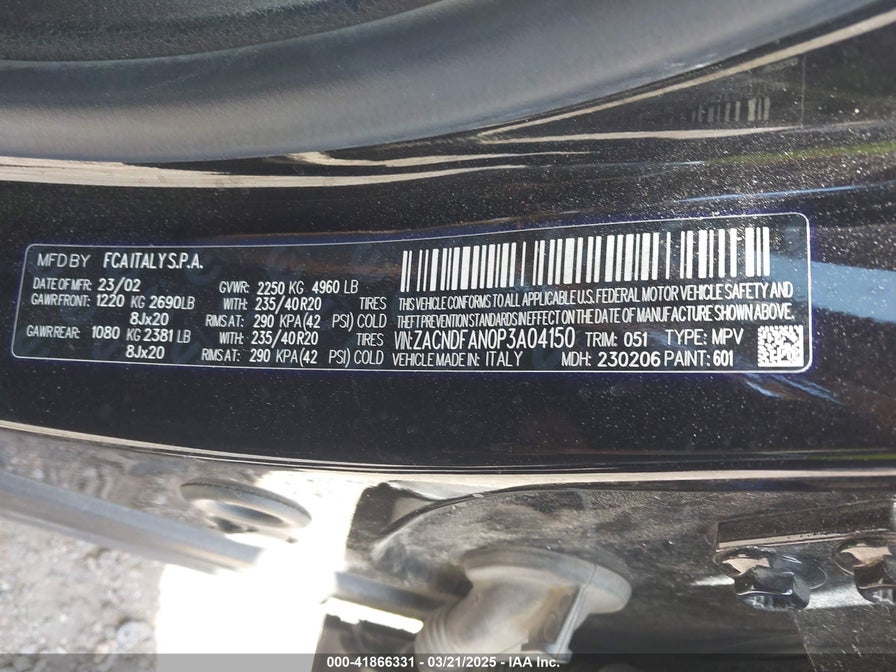 MFD BY FCA ITALY S.P.A.
DATE OF MFR: 23/02 GVWR: 2250 KG 4960 LB
GAWR FRONT: 1220 KG 2690LB WITH: 235/40R20 TIRES
8Jx20 RIMS AT: 290 KPA(42 PSI) COLD
GAWR REAR: 1080 KG 2381 LB WITH: 235/40R20 TIRES
8Jx20 RIMS AT: 290 KPA(42 PSI) COLD
THIS VEHICLE CONFORMS TO ALL APPLICABLE U.S. FEDERAL MOTOR VEHICLE SAFETY AND
THEFT PREVENTION STANDARDS IN EFFECT ON THE DATE OF MANUFACTURE SHOWN ABOVE.
VIN:ZACNDFAN0P3A04150 TRIM: 051 TYPE: MPV
VEHICLE MADE IN: ITALY MDH: 230206 PAINT: 601
000-41866331 — 03/21/2025 — IAA Inc.